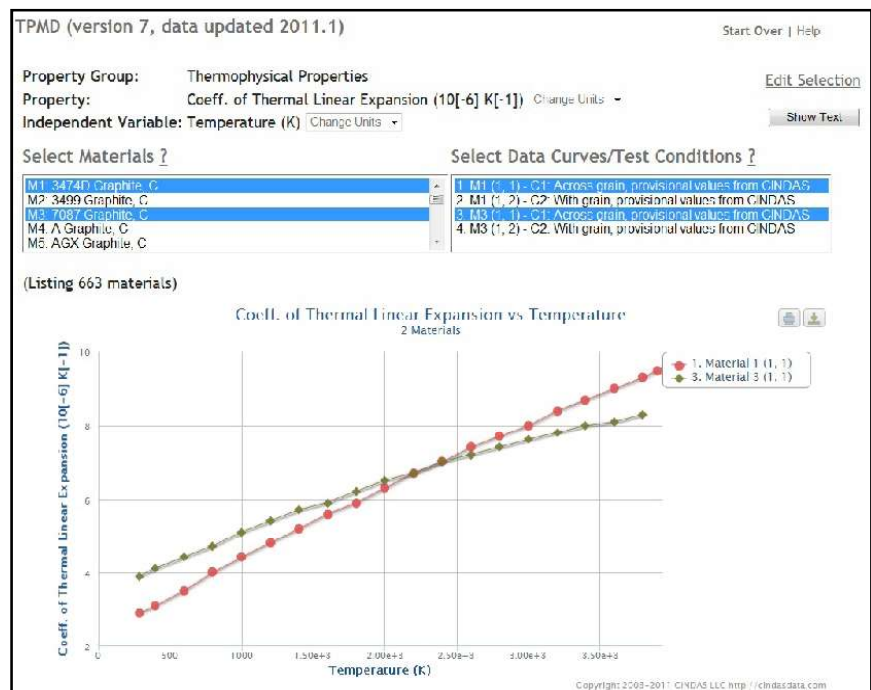 TPMD (version 7, data updated 2011.1)
Start Over | Help
Property Group: Thermophysical Properties
Edit Selection
Property: Coeff. of Thermal Linear Expansion (10[-6] K[-1]) Change Units
Independent Variable: Temperature (K) Change Units
Show Text
Select Materials ?
M1: 3474D Graphite, C
M2: 3499 Graphite, C
M3: 7087 Graphite, C
M4: A Graphite, C
M5: AGX Graphite, C
Select Data Curves/Test Conditions ?
1. M1 (1, 1) - C1: Across grain, provisional values from CINDAS
2. M1 (1, 2) - C2: With grain, provisional values from CINDAS
3. M3 (1, 1) - C1: Across grain, provisional values from CINDAS
4. M3 (1, 2) - C2: With grain, provisional values from CINDAS
(Listing 663 materials)
Coeff. of Thermal Linear Expansion vs Temperature
2 Materials
1. Material 1 (1, 1)
3. Material 3 (1, 1)
Coeff. of Thermal Linear Expansion (10[-6] K[-1])
10
8
6
4
2
0 500 1000 1.50e+3 2.00e+3 2.50e+3 3.00e+3 3.50e+3
Temperature (K)
Copyright 2008-2011 CINDAS LLC http://cindasdata.com